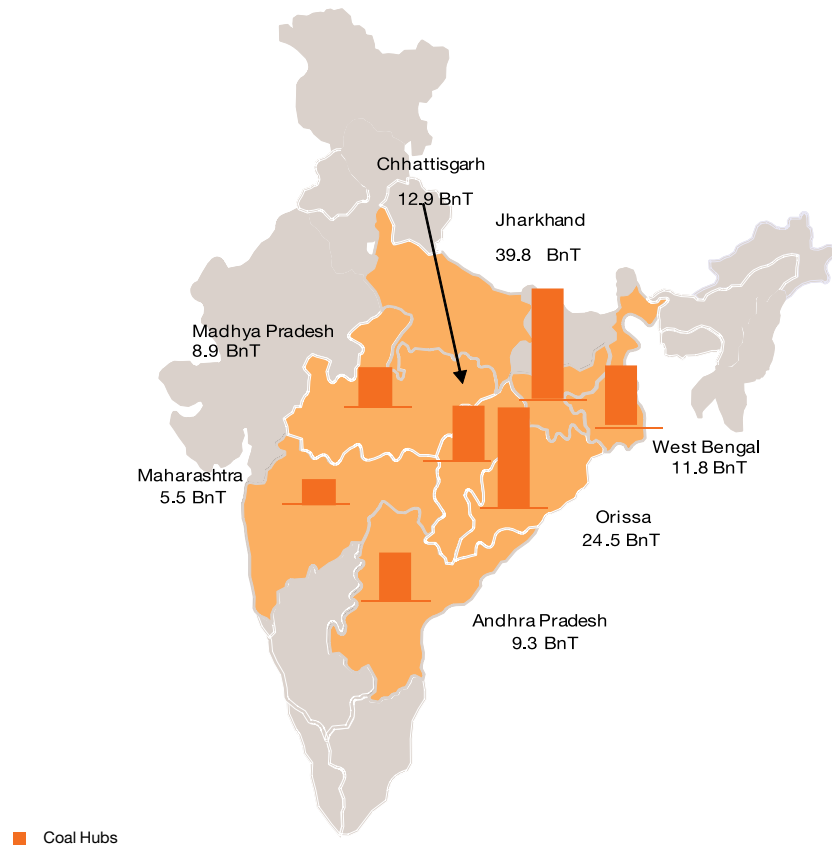 Chhattisgarh
12.9 BnT
Jharkhand
39.8 BnT
Madhya Pradesh
8.9 BnT
West Bengal
11.8 BnT
Maharashtra
5.5 BnT
Orissa
24.5 BnT
Andhra Pradesh
9.3 BnT
Coal Hubs